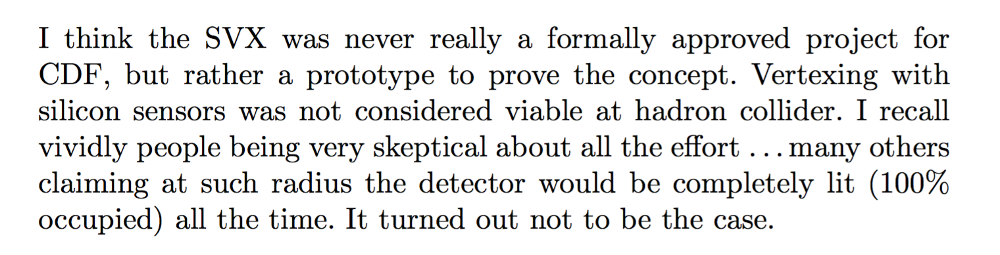 I think the SVX was never really a formally approved project for
CDF, but rather a prototype to prove the concept. Vertexing with
silicon sensors was not considered viable at hadron collider. I recall
vividly people being very skeptical about all the effort . . . many others
claiming at such radius the detector would be completely lit (100%
occupied) all the time. It turned out not to be the case.